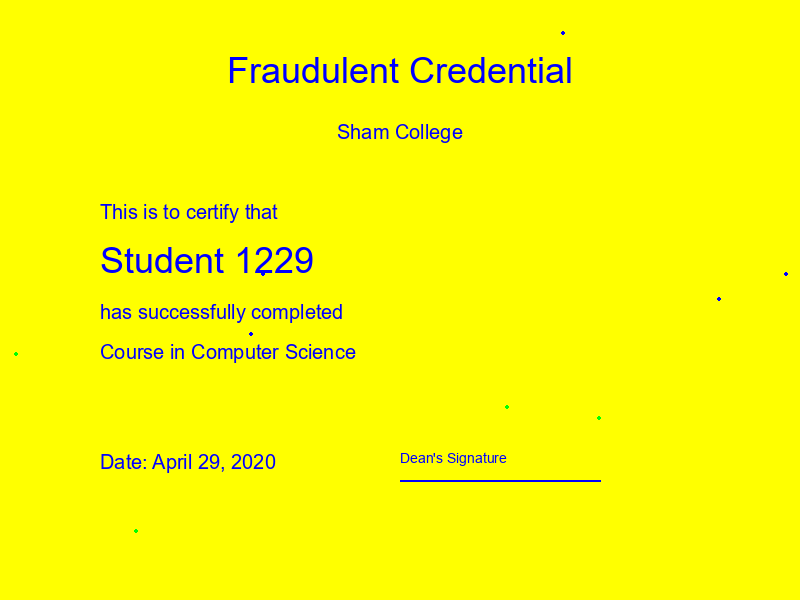 Fraudulent Credential
Sham College
This is to certify that
Student 1229
has successfully completed
Course in Computer Science
Date: April 29, 2020
Dean's Signature